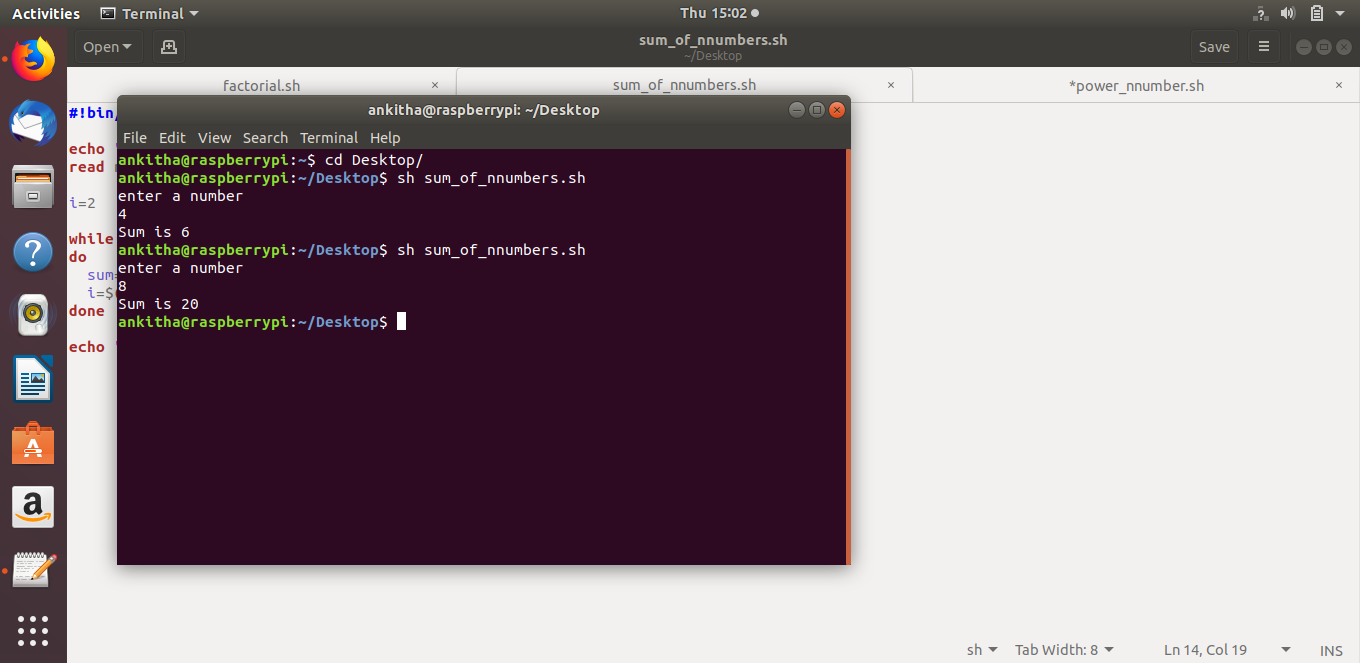 Activities Terminal Thu 15:02
Open sum_of_nnumbers.sh Save
~/Desktop
factorial.sh × sum_of_nnumbers.sh × *power_nnumber.sh ×
ankitha@raspberrypi: ~/Desktop
File Edit View Search Terminal Help
ankitha@raspberrypi:~$ cd Desktop/
ankitha@raspberrypi:~/Desktop$ sh sum_of_nnumbers.sh
enter a number
4
Sum is 6
ankitha@raspberrypi:~/Desktop$ sh sum_of_nnumbers.sh
enter a number
8
Sum is 20
ankitha@raspberrypi:~/Desktop$
#!bin/
echo "
read
i=2
while
do
sum=
i=$
done
echo "
sh Tab Width: 8 Ln 14, Col 19 INS